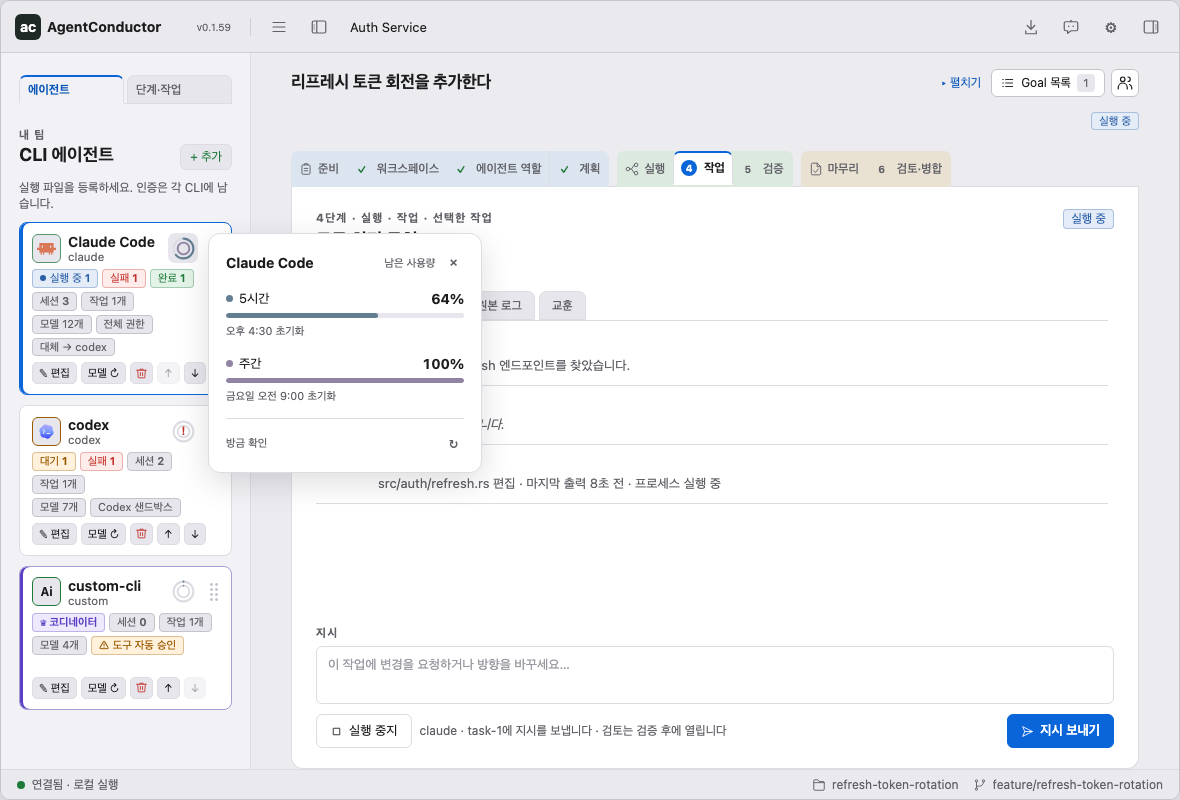 ac AgentConductor v0.1.59 Auth Service
에이전트 단계·작업
내 팀
CLI 에이전트
+ 추가
실행 파일을 등록하세요. 인증은 각 CLI에 남
습니다.
Claude Code
claude
실행 중 1 실패 1 완료 1
세션 3 작업 1개
모델 12개 전체 권한
대체 → codex
✎ 편집 모델 ↻ ↑ ↓
codex
codex
!
대기 1 실패 1 세션 2
작업 1개
모델 7개 Codex 샌드박스
✎ 편집 모델 ↻ ↑ ↓
Ai custom-cli
custom
♛ 코디네이터 세션 0 작업 1개
모델 4개 ⚠ 도구 자동 승인
✎ 편집 모델 ↻ ↑ ↓
리프레시 토큰 회전을 추가한다
▸ 펼치기 Goal 목록 1
실행 중
준비 ✓ 워크스페이스 ✓ 에이전트 역할 ✓ 계획 실행 4 작업 5 검증 마무리 6 검토·병합
4단계 · 실행 · 작업 · 선택한 작업
실행 중
Claude Code 남은 사용량 ×
5시간 64%
오후 4:30 초기화
주간 100%
금요일 오전 9:00 초기화
방금 확인 ↻
원본 로그 교훈
sh 엔드포인트를 찾았습니다.
니다.
src/auth/refresh.rs 편집 · 마지막 출력 8초 전 · 프로세스 실행 중
지시
이 작업에 변경을 요청하거나 방향을 바꾸세요...
실행 중지 claude · task-1에 지시를 보냅니다 · 검토는 검증 후에 열립니다
지시 보내기
연결됨 · 로컬 실행
refresh-token-rotation feature/refresh-token-rotation